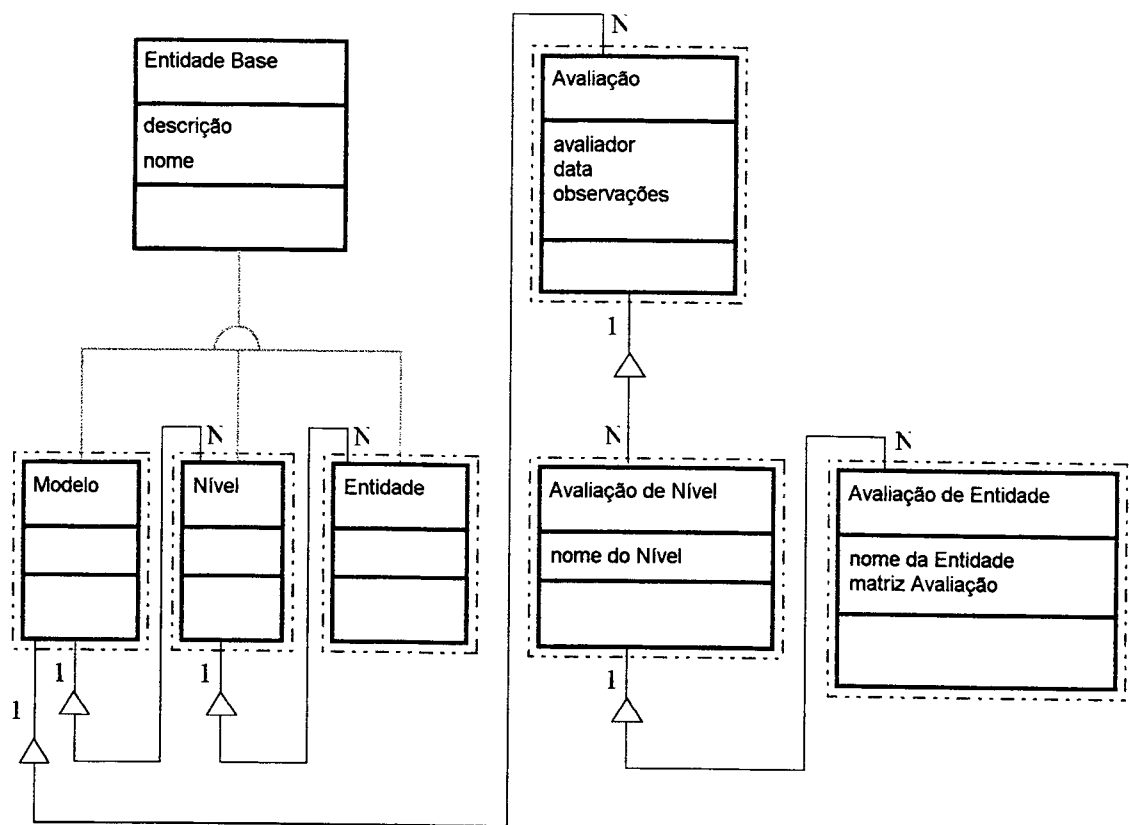 N
Entidade Base
descrição
nome
Avaliação
avaliador
data
observações
1
N
N
N
N
Modelo
Nível
Entidade
Avaliação de Nível
nome do Nível
Avaliação de Entidade
nome da Entidade
matriz Avaliação
1
1
1
1